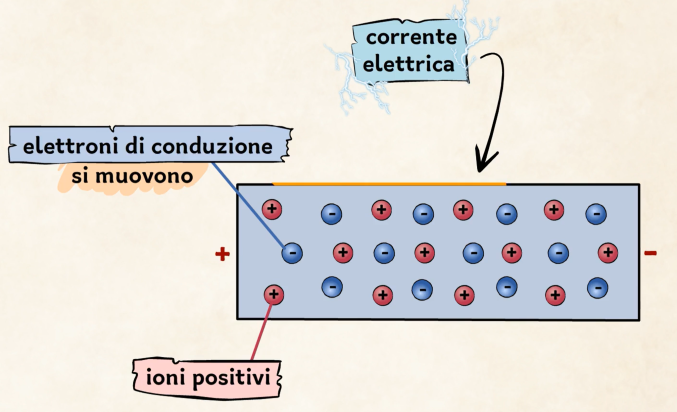 corrente
elettrica
elettroni di conduzione
si muovono
+ - + - + - + -
+ - + - + - + - + -
+ - + - + - + -
ioni positivi